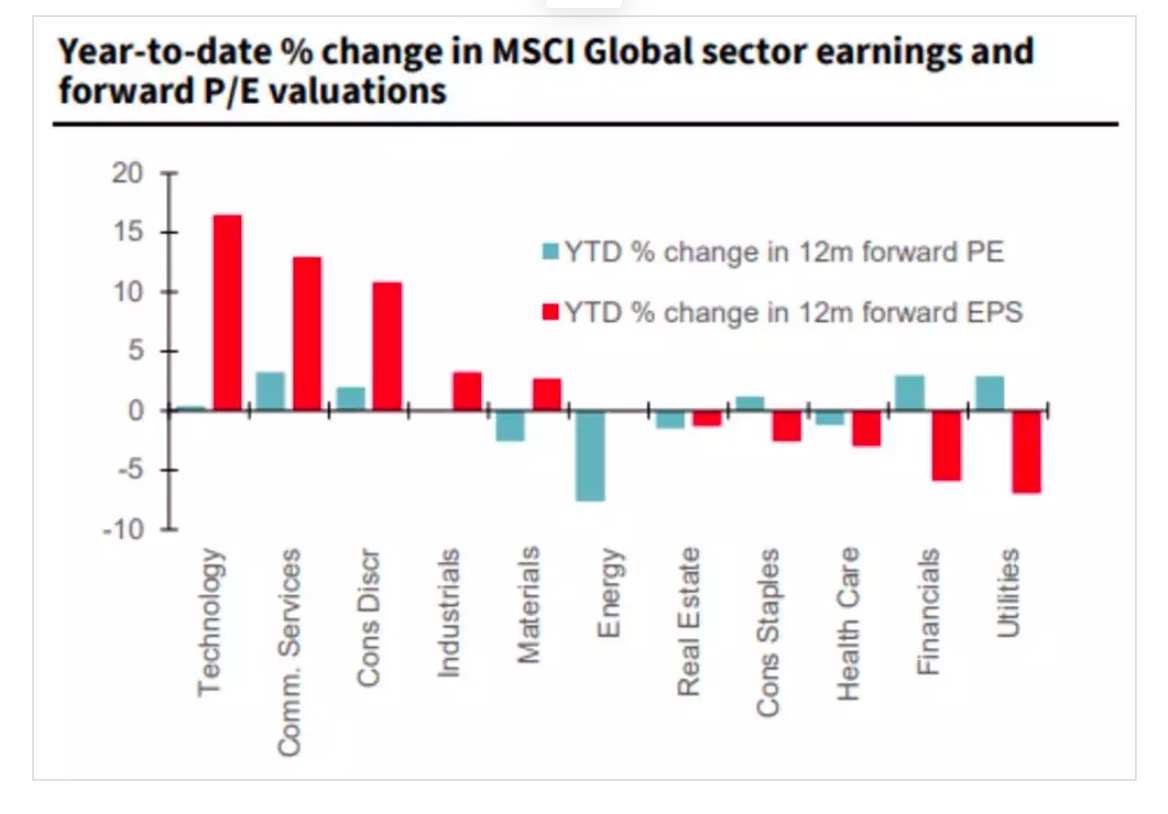 Year-to-date % change in MSCI Global sector earnings and
forward P/E valuations
20
15
10
5
0
-5
-10
YTD % change in 12m forward PE
YTD % change in 12m forward EPS
Technology
Comm. Services
Cons Discr
Industrials
Materials
Energy
Real Estate
Cons Staples
Health Care
Financials
Utilities